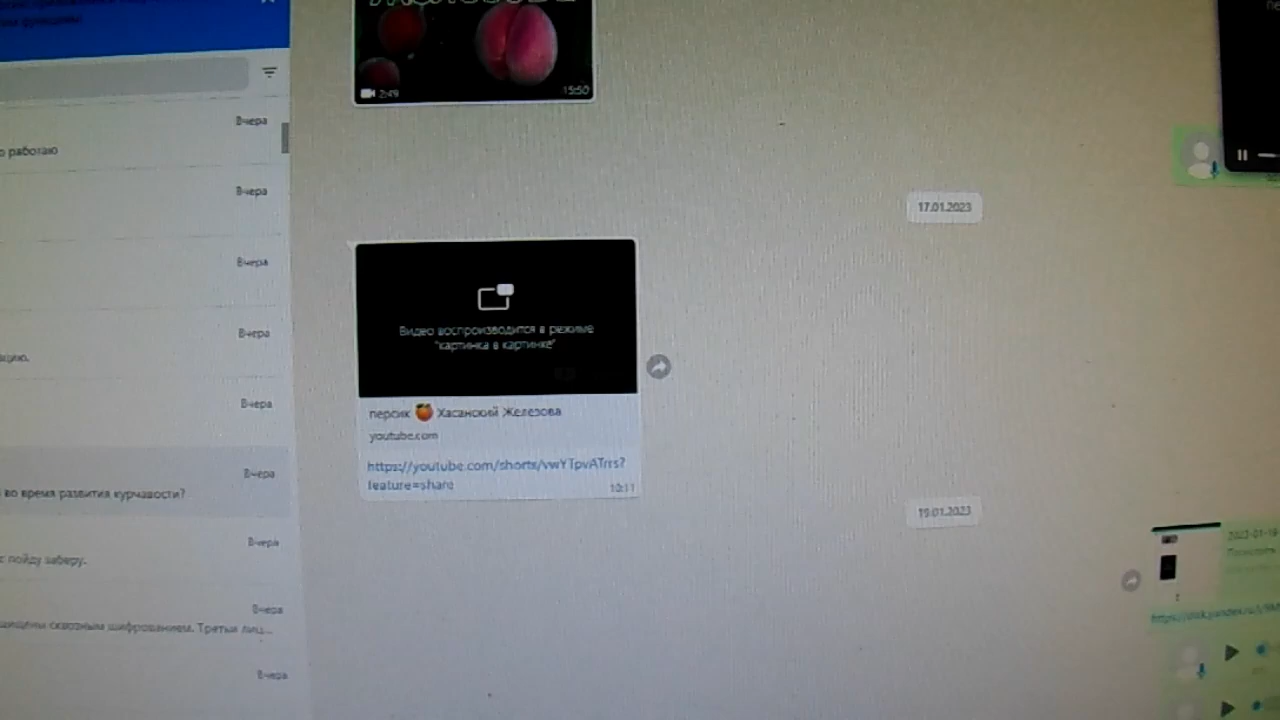 функциями
Вчера
о работаю
Вчера
Вчера
Вчера
ацию.
Вчера
Вчера
во время развития курчавости?
Вчера
с пойду заберу.
Вчера
ищены сквозным шифрованием. Третьи лиц...
Вчера
2:49
15:50
17.01.2023
Видео воспроизводится в режиме
"картинка в картинке"
персик 🍑 Хасанский Железова
youtube.com
https://youtube.com/shorts/vwYTpvATrrs?
feature=share
10:11
19.01.2023